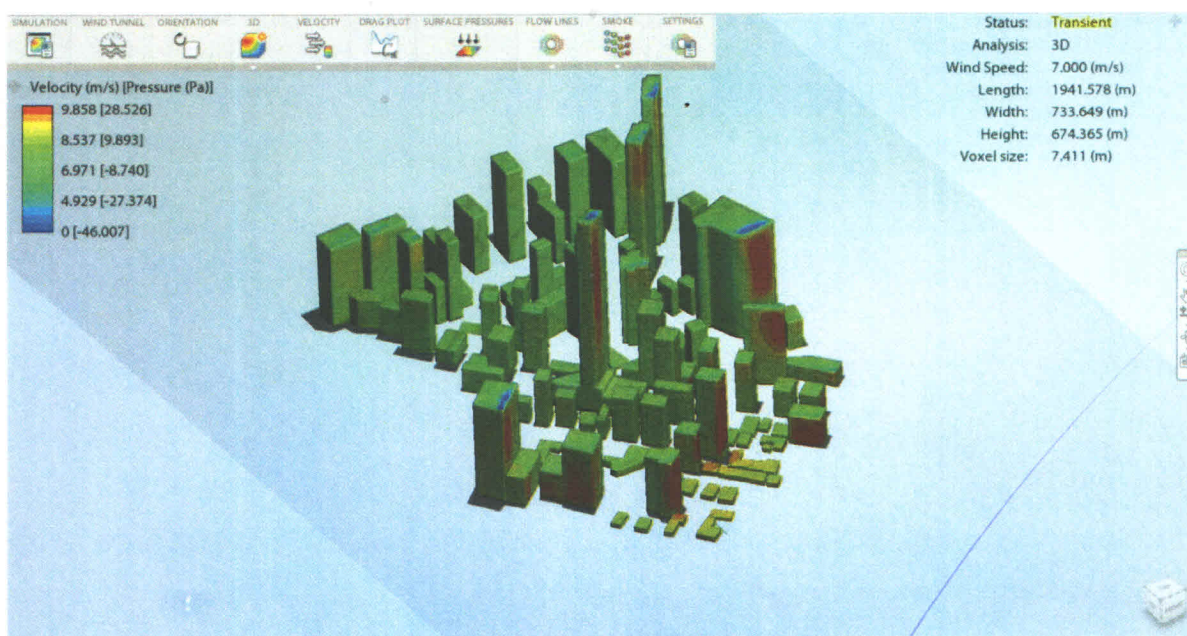 SIMULATION WIND TUNNEL ORIENTATION 3D VELOCITY DRAG PLOT SURFACE PRESSURES FLOW LINES SMOKE SETTINGS
Velocity (m/s) [Pressure (Pa)]
9.858 [28.526]
8.537 [9.893]
6.971 [-8.740]
4.929 [-27.374]
0 [-46.007]
Status: Transient
Analysis: 3D
Wind Speed: 7.000 (m/s)
Length: 1941.578 (m)
Width: 733.649 (m)
Height: 674.365 (m)
Voxel size: 7.411 (m)